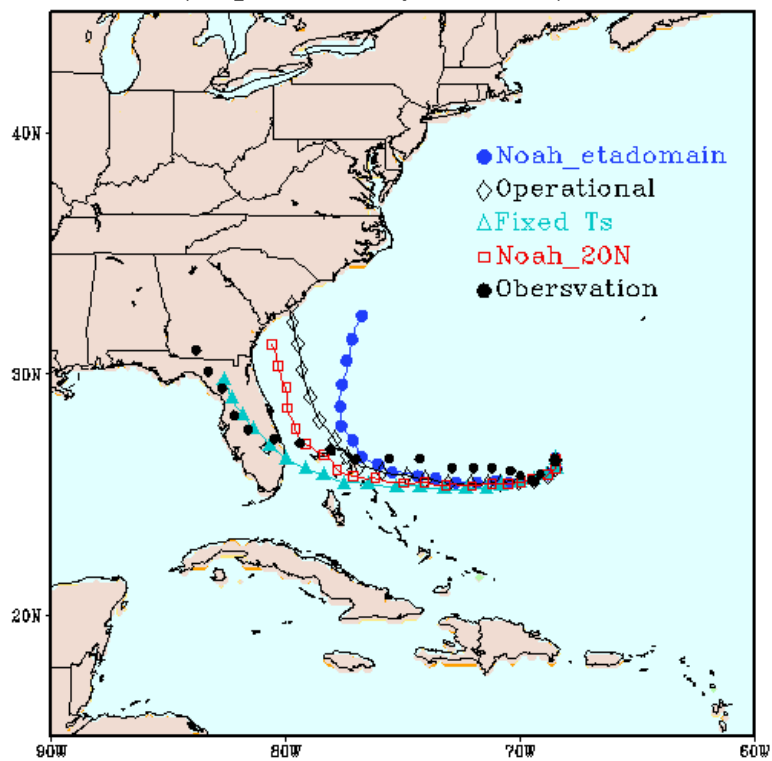 40N
Noah_etadomain
Operational
Fixed Ts
Noah_20N
Obersvation
30N
20N
90W
80W
70W
60W